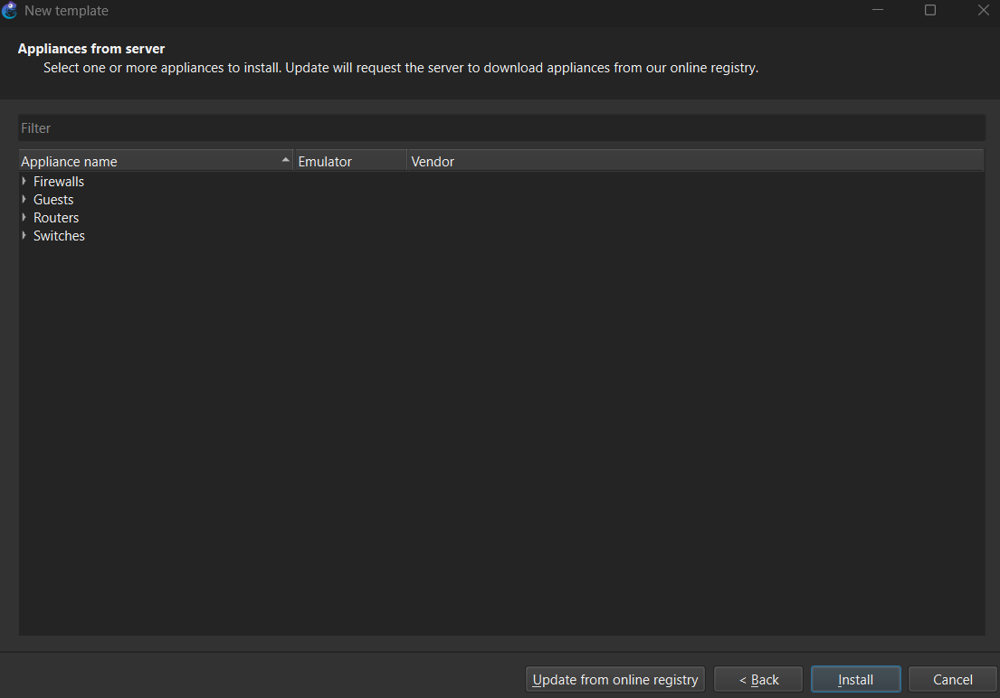 New template
Appliances from server
Select one or more appliances to install. Update will request the server to download appliances from our online registry.
Filter
Appliance name Emulator Vendor
Firewalls
Guests
Routers
Switches
Update from online registry < Back Install Cancel